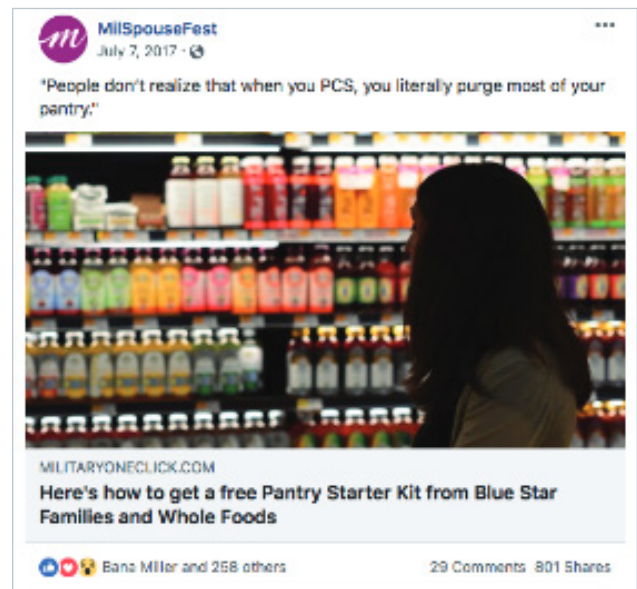 MilSpouseFest
July 7, 2017 ·
"People don't realize that when you PCS, you literally purge most of your
pantry."
MILITARYONECLICK.COM
Here's how to get a free Pantry Starter Kit from Blue Star
Families and Whole Foods
Bana Miller and 258 others
29 Comments 801 Shares